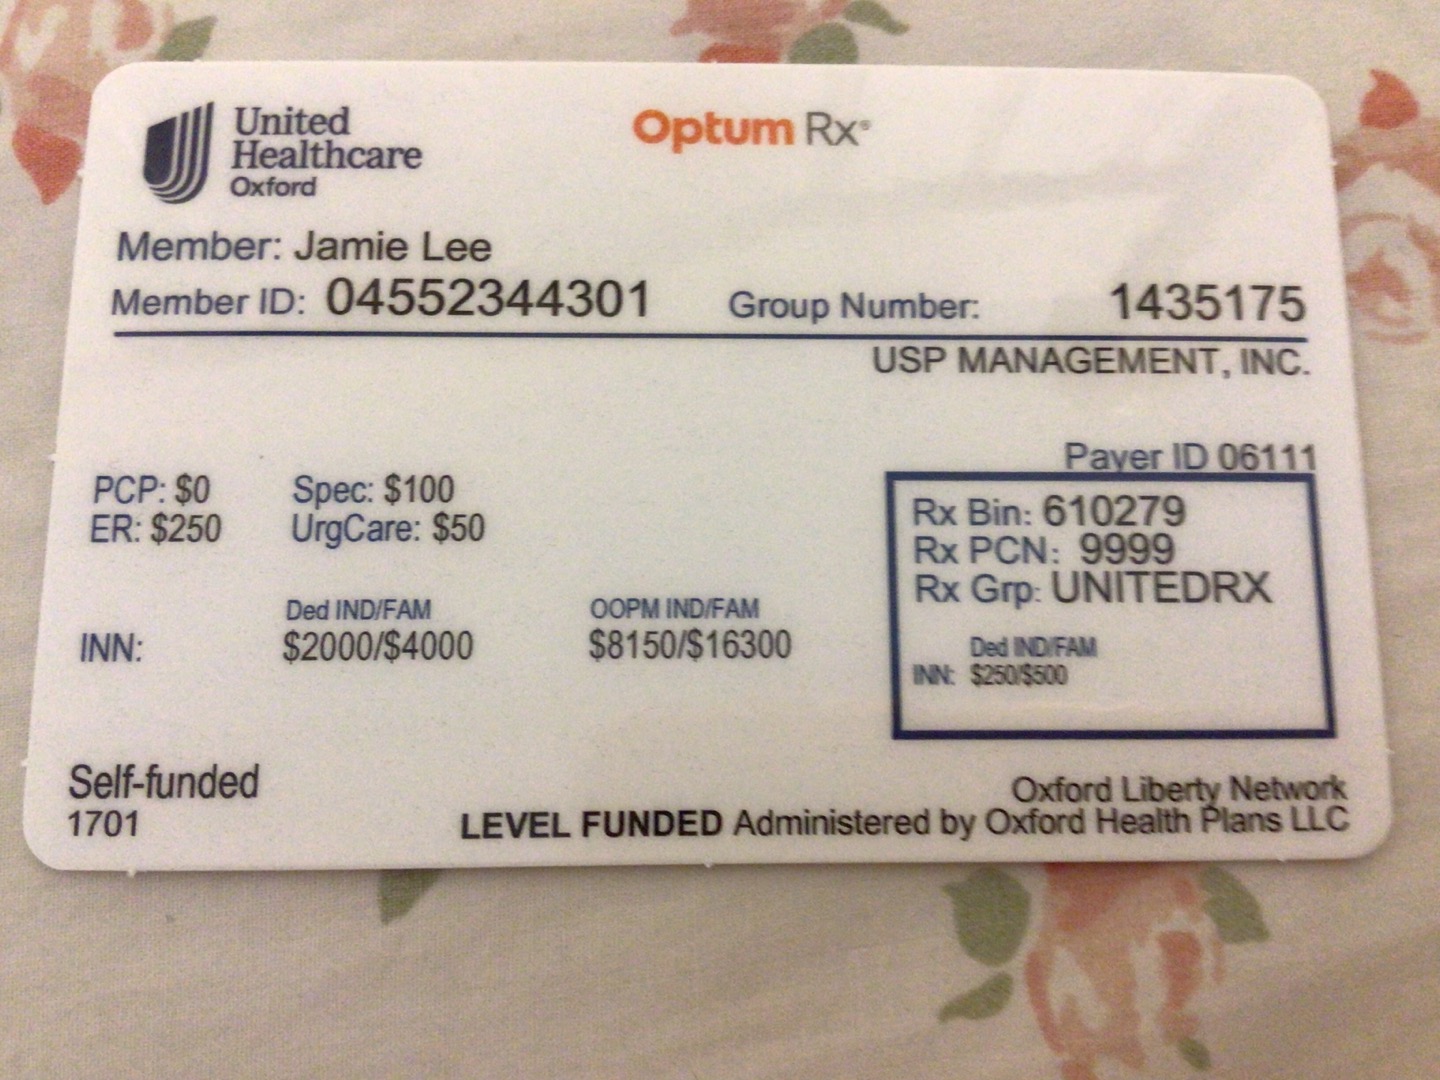 United
Healthcare
Oxford
Optum Rx®
Member: Jamie Lee
Member ID: 04552344301 Group Number: 1435175
USP MANAGEMENT, INC.
Payer ID 06111
PCP: $0 Spec: $100
ER: $250 UrgCare: $50
Rx Bin: 610279
Rx PCN: 9999
Rx Grp: UNITEDRX
Ded IND/FAM OOPM IND/FAM
INN: $2000/$4000 $8150/$16300
Ded IND/FAM
INN: $250/$500
Self-funded
1701
Oxford Liberty Network
LEVEL FUNDED Administered by Oxford Health Plans LLC